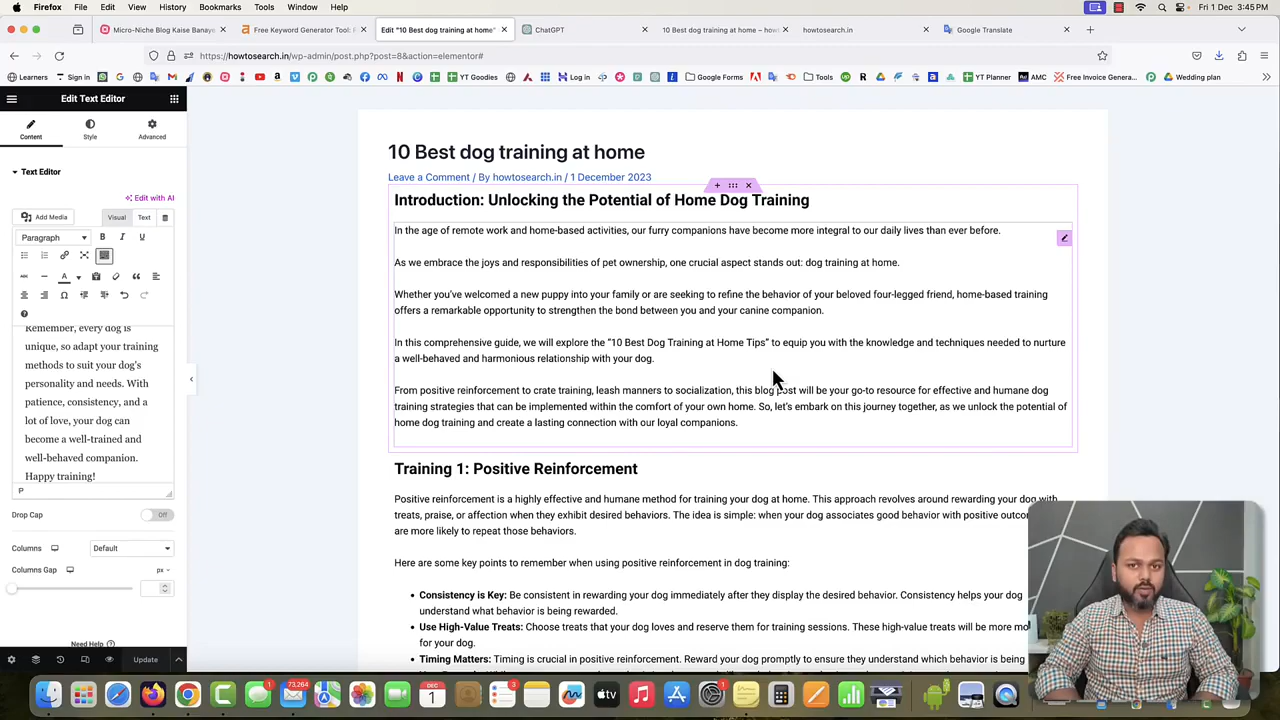 Firefox File Edit View History Bookmarks Tools Window Help Fri 1 Dec 3:45 PM
Micro-Niche Blog Kaise Banay Free Keyword Generator Tool: F Edit "10 Best dog training at home" ChatGPT 10 Best dog training at home – how howtosearch.in Google Translate
https://howtosearch.in/wp-admin/post.php?post=8&action=elementor#
Learners Sign in YT Goodies Log in Google Forms Tools YT Planner AMC Free Invoice Genera... Wedding plan
Edit Text Editor
Content Style Advanced
Text Editor
Edit with AI
Add Media Visual Text
Paragraph B I U
ABC A
Remember, every dog is
unique, so adapt your training
methods to suit your dog's
personality and needs. With
patience, consistency, and a
lot of love, your dog can
become a well-trained and
well-behaved companion.
Happy training!
P
Drop Cap Off
Columns Default
Columns Gap px
Need Help
Update
10 Best dog training at home
Leave a Comment / By howtosearch.in / 1 December 2023
Introduction: Unlocking the Potential of Home Dog Training
In the age of remote work and home-based activities, our furry companions have become more integral to our daily lives than ever before.
As we embrace the joys and responsibilities of pet ownership, one crucial aspect stands out: dog training at home.
Whether you've welcomed a new puppy into your family or are seeking to refine the behavior of your beloved four-legged friend, home-based training
offers a remarkable opportunity to strengthen the bond between you and your canine companion.
In this comprehensive guide, we will explore the “10 Best Dog Training at Home Tips” to equip you with the knowledge and techniques needed to nurture
a well-behaved and harmonious relationship with your dog.
From positive reinforcement to crate training, leash manners to socialization, this blog post will be your go-to resource for effective and humane dog
training strategies that can be implemented within the comfort of your own home. So, let's embark on this journey together, as we unlock the potential of
home dog training and create a lasting connection with our loyal companions.
Training 1: Positive Reinforcement
Positive reinforcement is a highly effective and humane method for training your dog at home. This approach revolves around rewarding your dog with
treats, praise, or affection when they exhibit desired behaviors. The idea is simple: when your dog associates good behavior with positive outco
are more likely to repeat those behaviors.
Here are some key points to remember when using positive reinforcement in dog training:
• Consistency is Key: Be consistent in rewarding your dog immediately after they display the desired behavior. Consistency helps your dog
understand what behavior is being rewarded.
• Use High-Value Treats: Choose treats that your dog loves and reserve them for training sessions. These high-value treats will be more mo
for your dog.
• Timing Matters: Timing is crucial in positive reinforcement. Reward your dog promptly to ensure they understand which behavior is being
1 73,264 DEC 1 3 tv